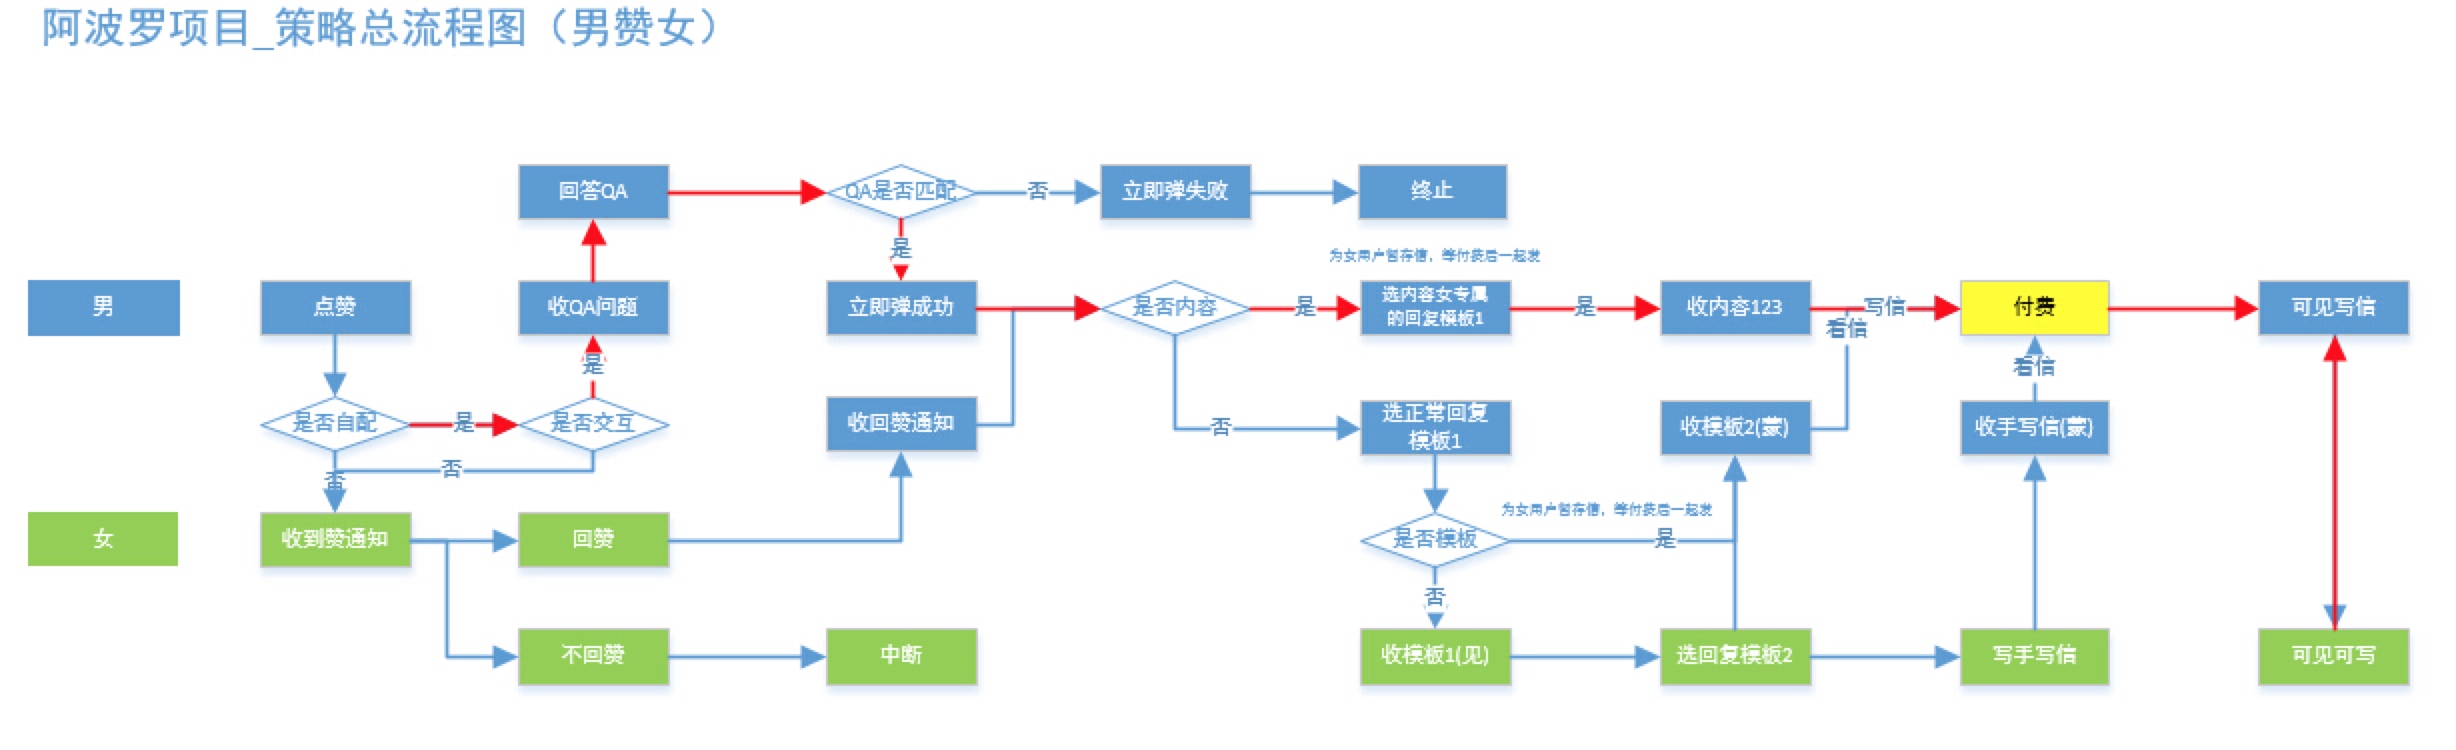 阿波罗项目_策略总流程图（男赞女）
回答QA
QA是否匹配
否
立即弹失败
终止
是
为女用户暂存信，等付费后一起发
男
点赞
收QA问题
立即弹成功
是否内容
是
选内容女专属
的回复模板1
是
收内容123
写信
看信
付费
可见写信
是
看信
是否自配
是
是否交互
收回赞通知
否
选正常回复
模板1
收模板2(蒙)
收手写信(蒙)
否
否
为女用户暂存信，等付费后一起发
女
收到赞通知
回赞
是否模板
是
否
不回赞
中断
收模板1(见)
选回复模板2
写手写信
可见可写